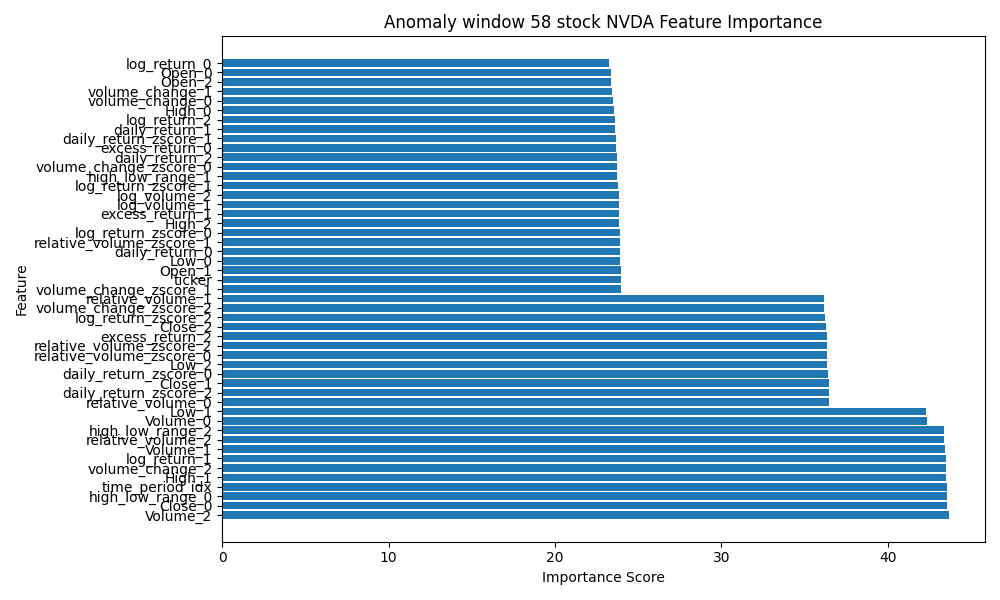 Anomaly window 58 stock NVDA Feature Importance
log_return_0
Open_0
Open_2
volume_change_1
volume_change_0
High_0
log_return_2
daily_return_1
daily_return_zscore_1
excess_return_0
daily_return_2
volume_change_zscore_0
high_low_range_1
log_return_zscore_1
log_volume_2
log_volume_1
excess_return_1
High_2
log_return_zscore_0
relative_volume_zscore_1
daily_return_0
Low_0
Open_1
ticker
volume_change_zscore_1
relative_volume_1
volume_change_zscore_2
log_return_zscore_2
Close_2
excess_return_2
relative_volume_zscore_2
relative_volume_zscore_0
Low_2
daily_return_zscore_0
Close_1
daily_return_zscore_2
relative_volume_0
Low_1
Volume_0
high_low_range_2
relative_volume_2
Volume_1
log_return_1
volume_change_2
High_1
time_period_idx
high_low_range_0
Close_0
Volume_2
Feature
0 10 20 30 40
Importance Score